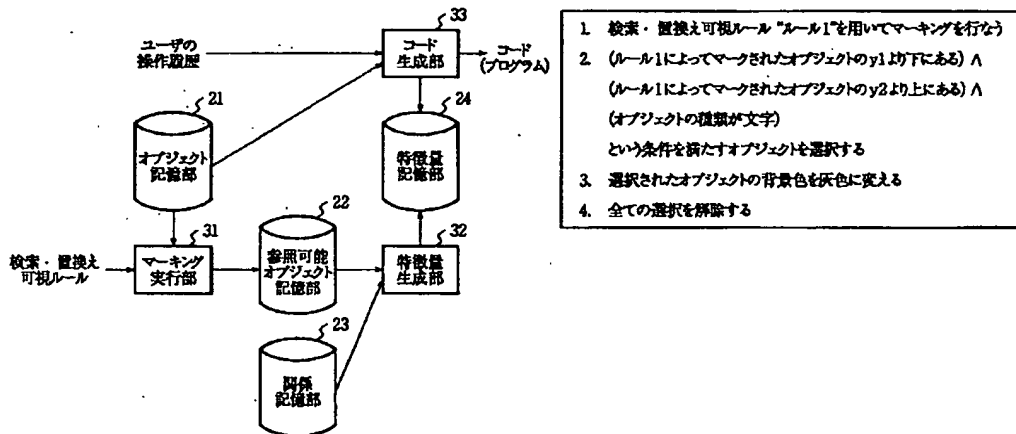 33
ユーザの
操作履歴
コード
生成部
コード
(プログラム)
21
24
オブジェクト
記憶部
特徴量
記憶部
22
31
32
検索・置換え
可視ルール
マーキング
実行部
参照可能
オブジェクト
記憶部
特徴量
生成部
23
関係
記憶部
1. 検索・置換え可視ルール “ルール1”を用いてマーキングを行なう
2. (ルール1によってマークされたオブジェクトのy1より下にある) ∧
(ルール1によってマークされたオブジェクトのy2より上にある) ∧
(オブジェクトの種類が文字)
という条件を満たすオブジェクトを選択する
3. 選択されたオブジェクトの背景色を灰色に変える
4. 全ての選択を解除する